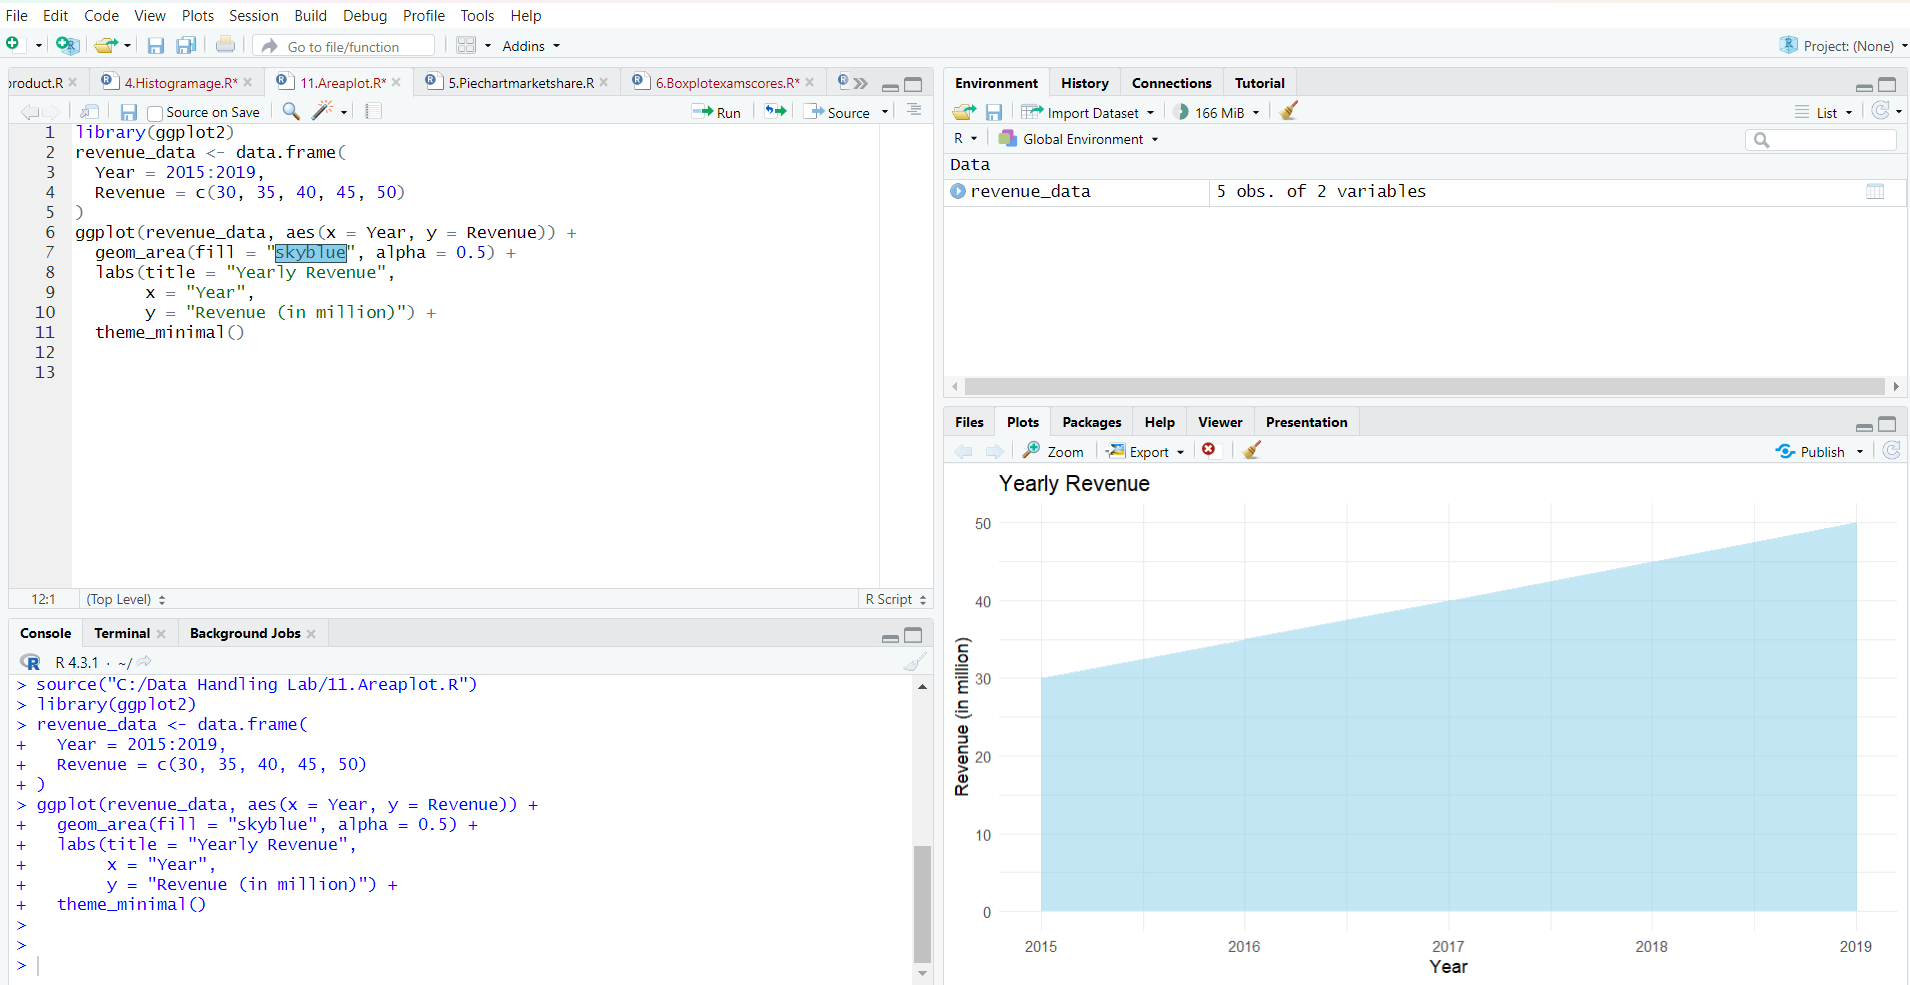 File Edit Code View Plots Session Build Debug Profile Tools Help
Go to file/function Addins Project: (None)
product.R 4.Histogramage.R* 11.Areaplot.R* 5.Piechartmarketshare.R 6.Boxplotexamscores.R*
Source on Save Run Source
1 library(ggplot2)
2 revenue_data <- data.frame(
3   Year = 2015:2019,
4   Revenue = c(30, 35, 40, 45, 50)
5 )
6 ggplot(revenue_data, aes(x = Year, y = Revenue)) +
7   geom_area(fill = "skyblue", alpha = 0.5) +
8   labs(title = "Yearly Revenue",
9        x = "Year",
10        y = "Revenue (in million)") +
11   theme_minimal()
12
13
12:1 (Top Level) R Script
Console Terminal Background Jobs
R 4.3.1 · ~/
> source("C:/Data Handling Lab/11.Areaplot.R")
> library(ggplot2)
> revenue_data <- data.frame(
+   Year = 2015:2019,
+   Revenue = c(30, 35, 40, 45, 50)
+ )
> ggplot(revenue_data, aes(x = Year, y = Revenue)) +
+   geom_area(fill = "skyblue", alpha = 0.5) +
+   labs(title = "Yearly Revenue",
+        x = "Year",
+        y = "Revenue (in million)") +
+   theme_minimal()
>
>
>
Environment History Connections Tutorial
Import Dataset 166 MiB List
R Global Environment
Data
revenue_data 5 obs. of 2 variables
Files Plots Packages Help Viewer Presentation
Zoom Export Publish
Yearly Revenue
Revenue (in million)
50
40
30
20
10
0
2015 2016 2017 2018 2019
Year